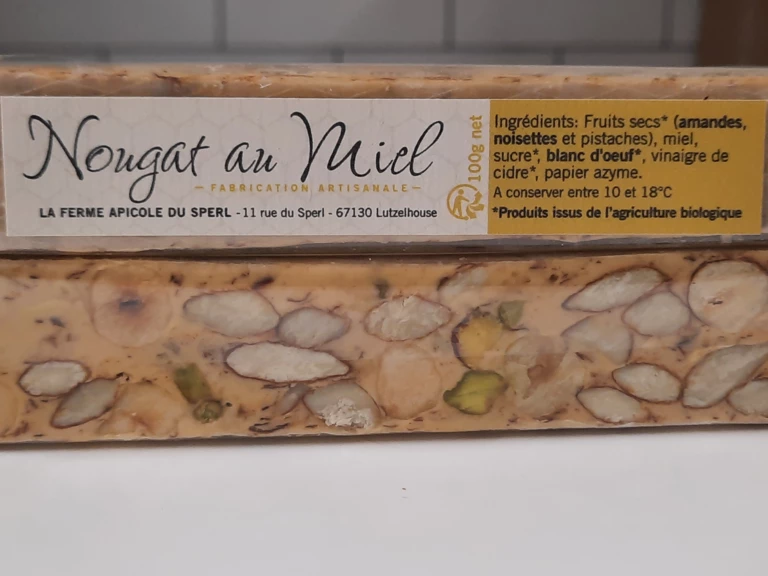 Nougat au Miel
– FABRICATION ARTISANALE –
LA FERME APICOLE DU SPERL - 11 rue du Sperl - 67130 Lutzelhouse
100g net
Ingrédients: Fruits secs* (amandes,
noisettes et pistaches), miel,
sucre*, blanc d'oeuf*, vinaigre de
cidre*, papier azyme.
A conserver entre 10 et 18°C
*Produits issus de l'agriculture biologique